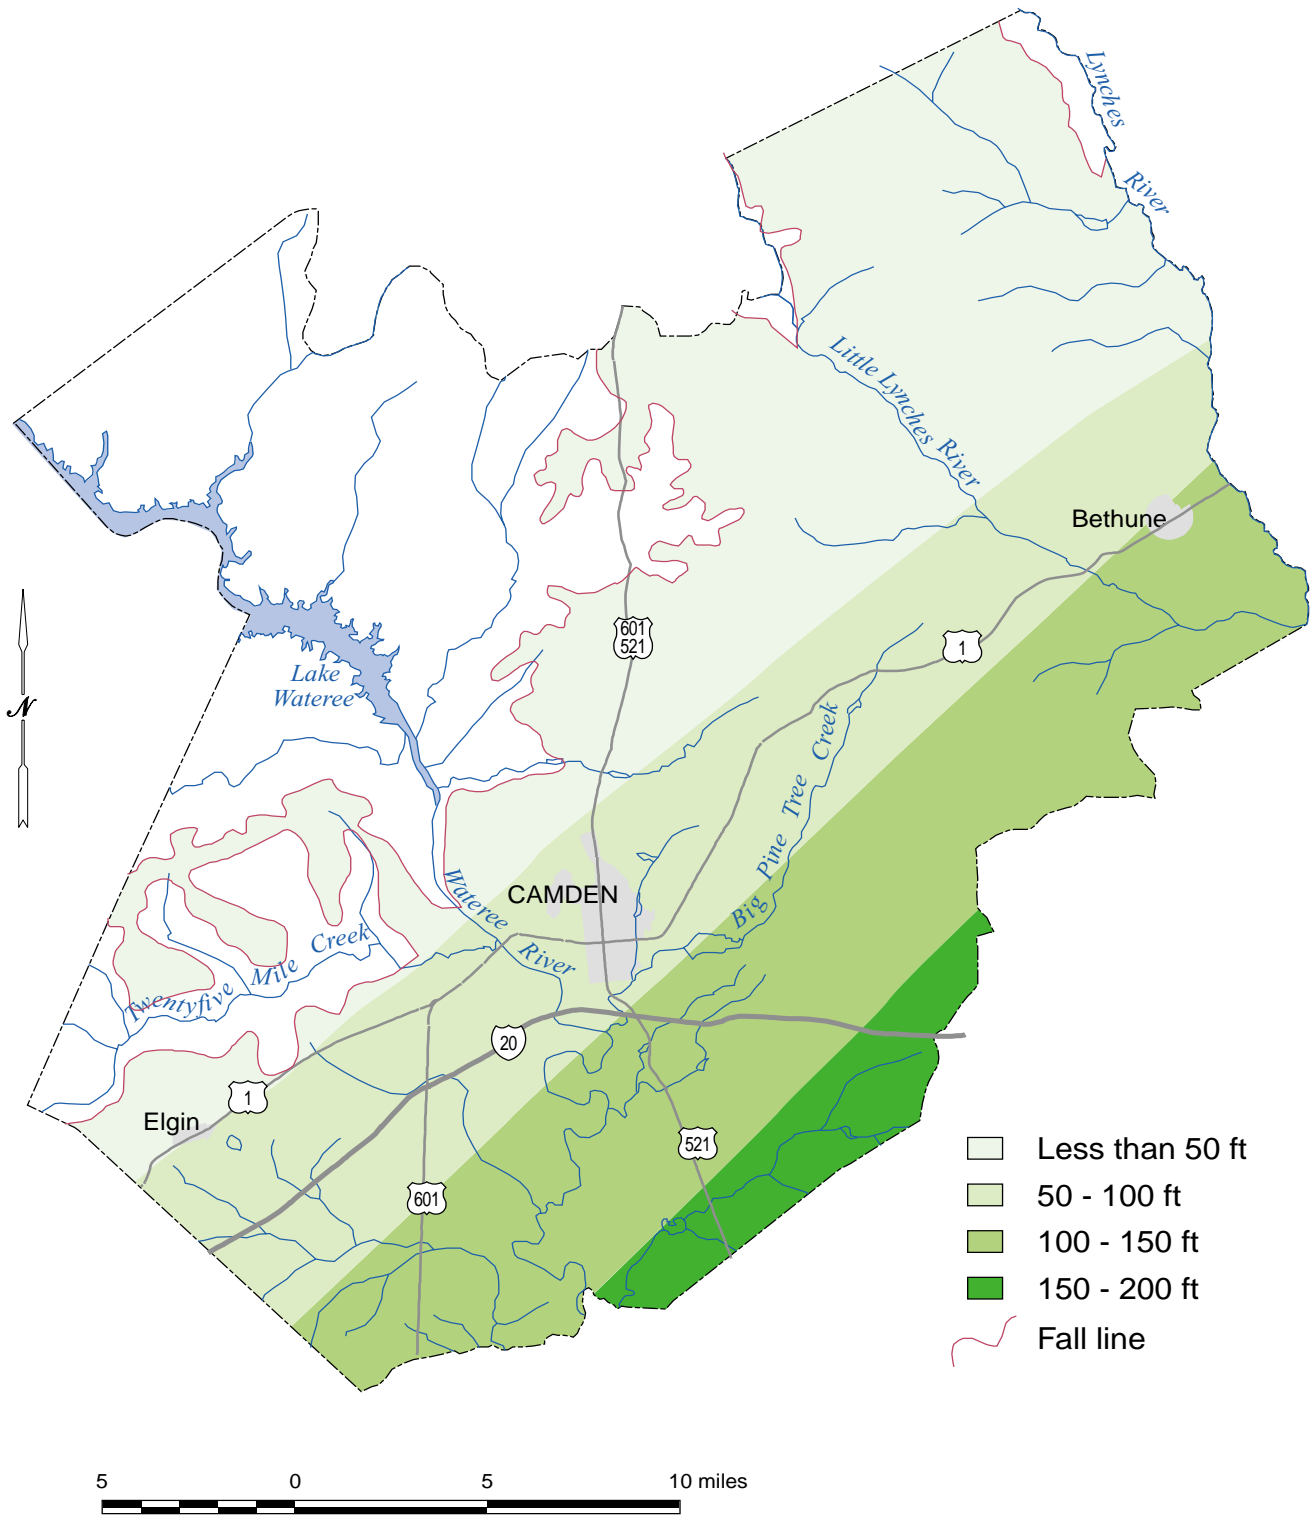 Lynches
River
Little Lynches River
Bethune
601
521
1
Lake
Wateree
N
Big Pine Tree Creek
CAMDEN
Wateree
River
Twentyfive Mile Creek
20
1
Elgin
521
601
Less than 50 ft
50 - 100 ft
100 - 150 ft
150 - 200 ft
Fall line
5 0 5 10 miles